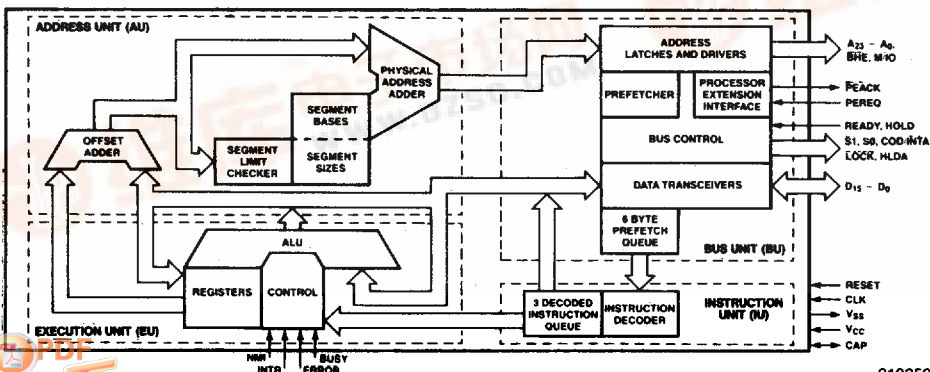 ADDRESS UNIT (AU)
OFFSET
ADDER
SEGMENT
LIMIT
CHECKER
SEGMENT
BASES
SEGMENT
SIZES
PHYSICAL
ADDRESS
ADDER
ADDRESS
LATCHES AND DRIVERS
PREFETCHER
PROCESSOR
EXTENSION
INTERFACE
BUS CONTROL
DATA TRANSCEIVERS
6 BYTE
PREFETCH
QUEUE
BUS UNIT (BU)
A23 - A0,
BHE, M/IO
PEACK
PEREQ
READY, HOLD
S1, S0, COD/INTA
LOCK, HLDA
D15 - D0
ALU
REGISTERS
CONTROL
EXECUTION UNIT (EU)
3 DECODED
INSTRUCTION
QUEUE
INSTRUCTION
DECODER
INSTRUCTION
UNIT (IU)
RESET
CLK
VSS
VCC
CAP
NMI
BUSY
INTR
ERROR
PDF